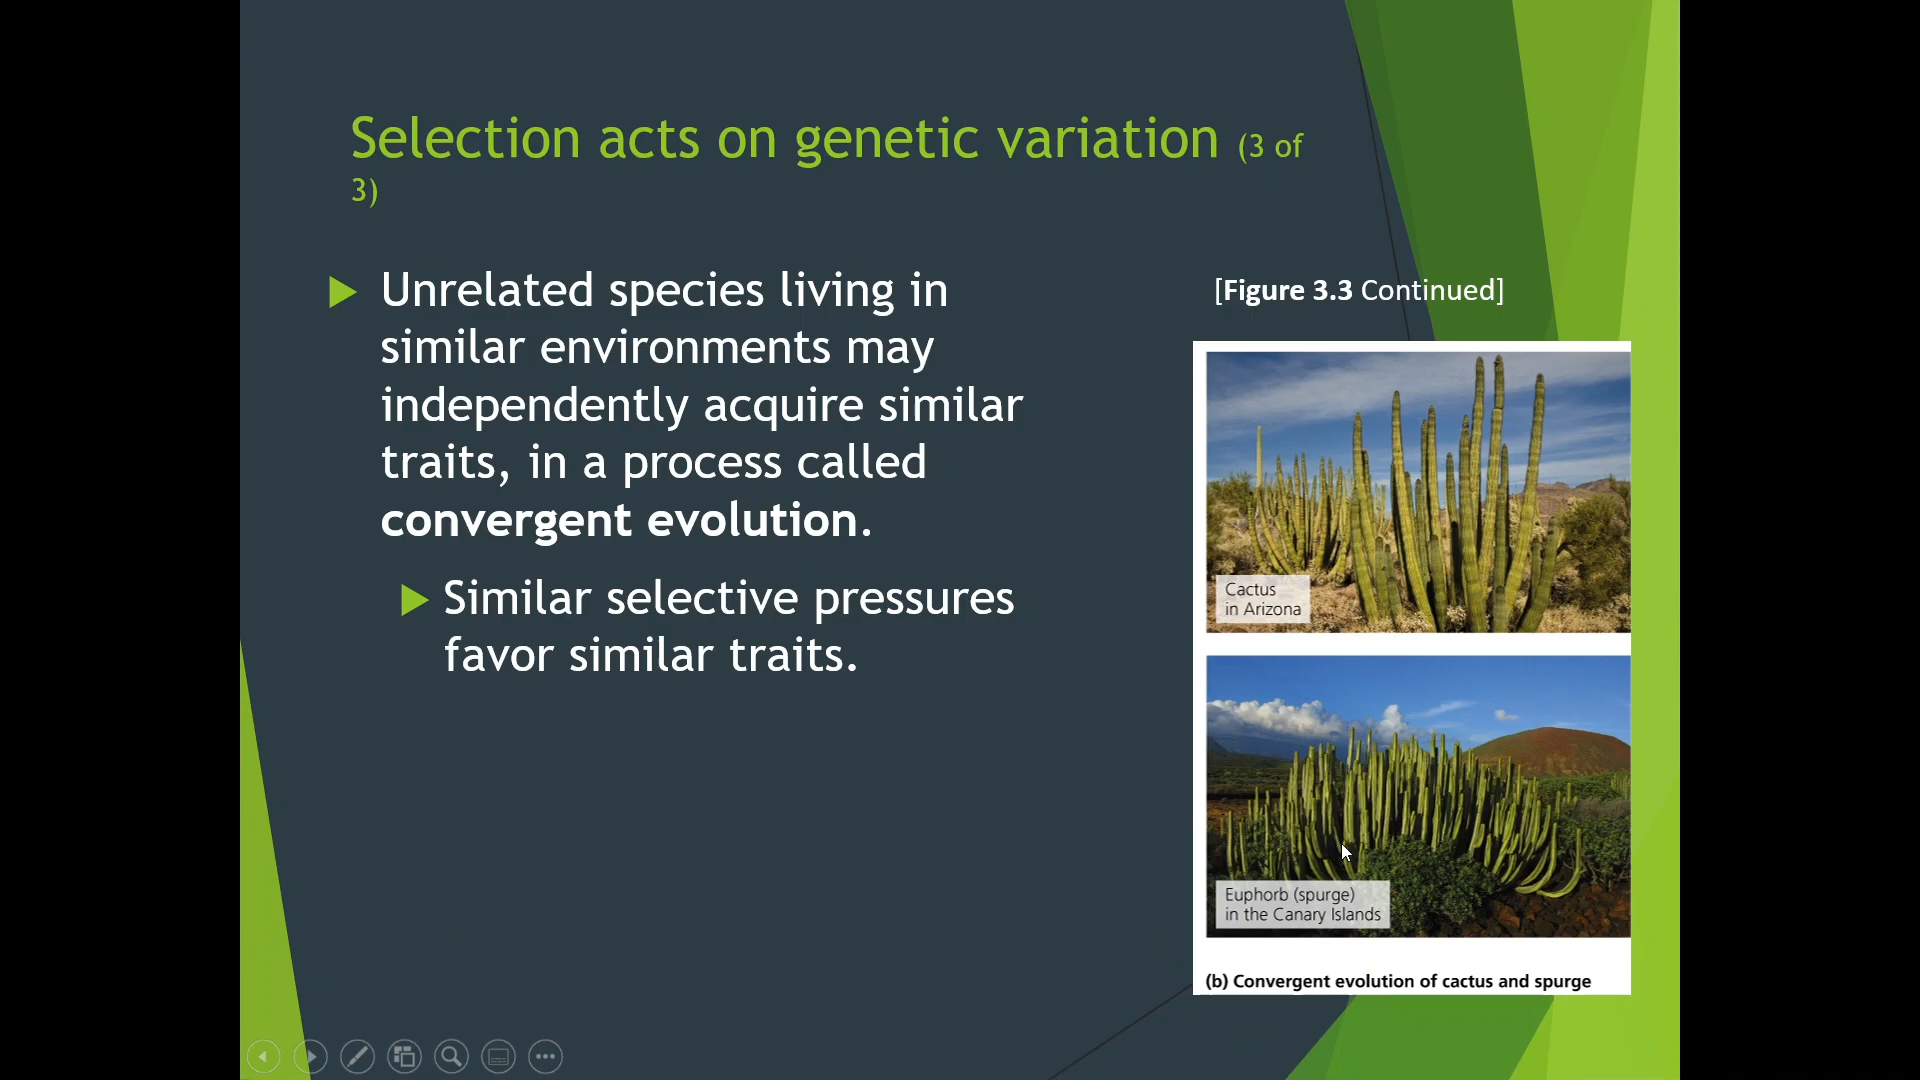 Selection acts on genetic variation (3 of
3)
Unrelated species living in
similar environments may
independently acquire similar
traits, in a process called
convergent evolution.
Similar selective pressures
favor similar traits.
[Figure 3.3 Continued]
Cactus
in Arizona
Euphorb (spurge)
in the Canary Islands
(b) Convergent evolution of cactus and spurge